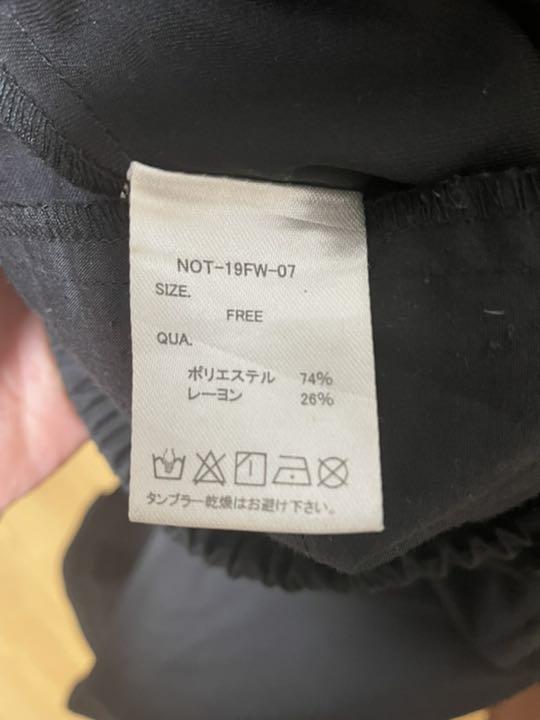 NOT-19FW-07
SIZE.
FREE
QUA.
ポリエステル 74%
レーヨン 26%
タンブラー乾燥はお避け下さい。